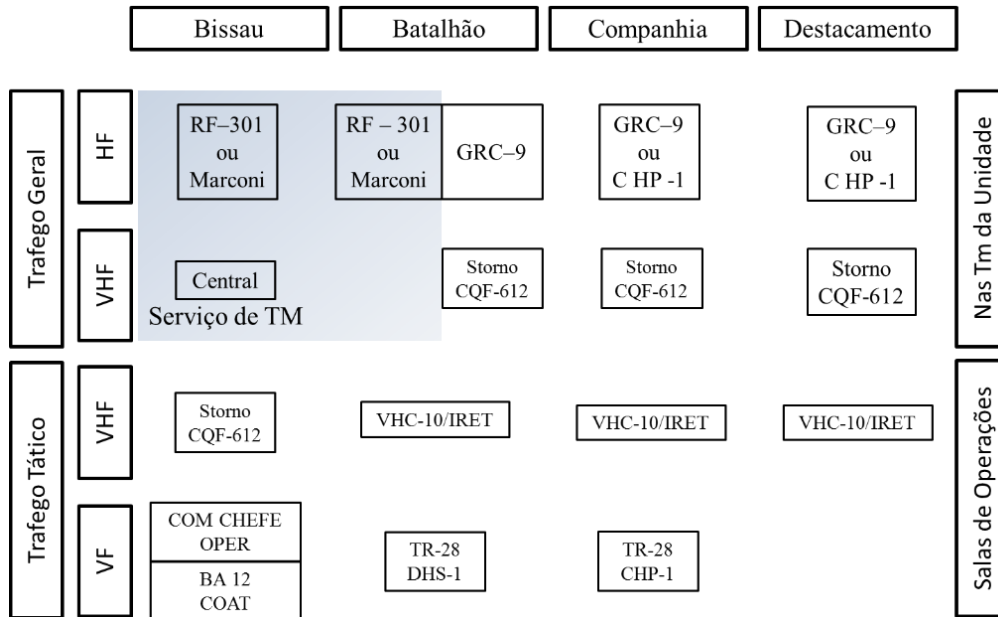 Bissau
Batalhão
Companhia
Destacamento
Trafego Geral
HF
RF–301
ou
Marconi
RF – 301
ou
Marconi
GRC–9
GRC–9
ou
C HP -1
GRC–9
ou
C HP -1
Nas Tm da Unidade
VHF
Central
Serviço de TM
Storno
CQF-612
Storno
CQF-612
Storno
CQF-612
Trafego Tático
VHF
Storno
CQF-612
VHC-10/IRET
VHC-10/IRET
VHC-10/IRET
Salas de Operações
VF
COM CHEFE
OPER
BA 12
COAT
TR-28
DHS-1
TR-28
CHP-1